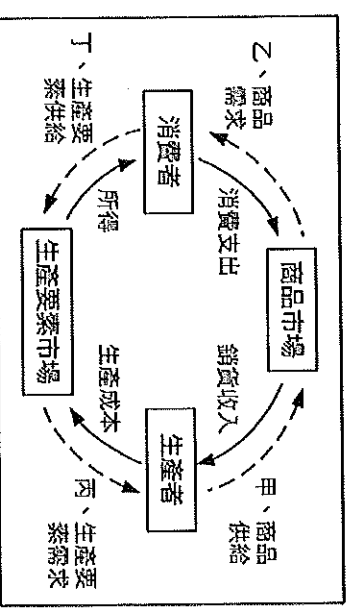 乙、商品
需求
消費支出
商品市場
銷貨收入
甲、商品
供給
消費者
生產者
丁、生產要
素供給
所得
生產要素市場
生產成本
丙、生產要
素需求